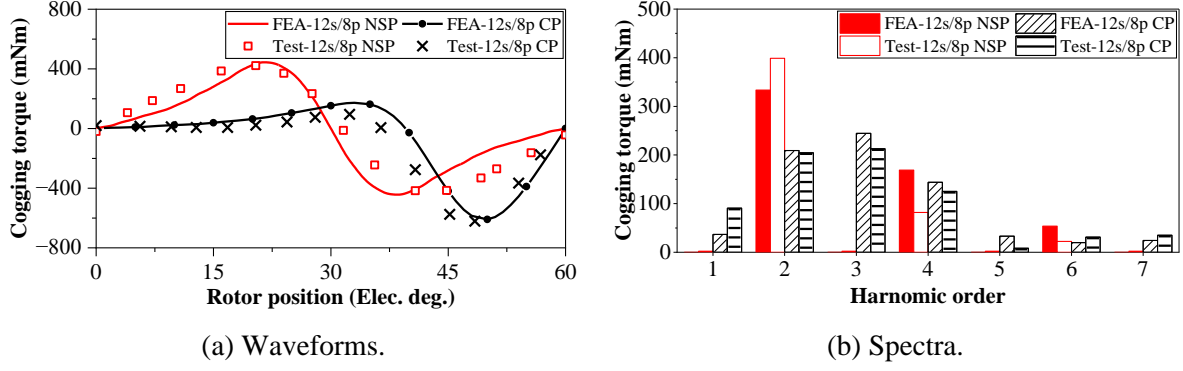 FEA-12s/8p NSP FEA-12s/8p CP
Test-12s/8p NSP Test-12s/8p CP
Cogging torque (mNm)
800
400
0
−400
−800
0 15 30 45 60
Rotor position (Elec. deg.)
(a) Waveforms.
FEA-12s/8p NSP FEA-12s/8p CP
Test-12s/8p NSP Test-12s/8p CP
Cogging torque (mNm)
500
400
300
200
100
0
1 2 3 4 5 6 7
Harnomic order
(b) Spectra.